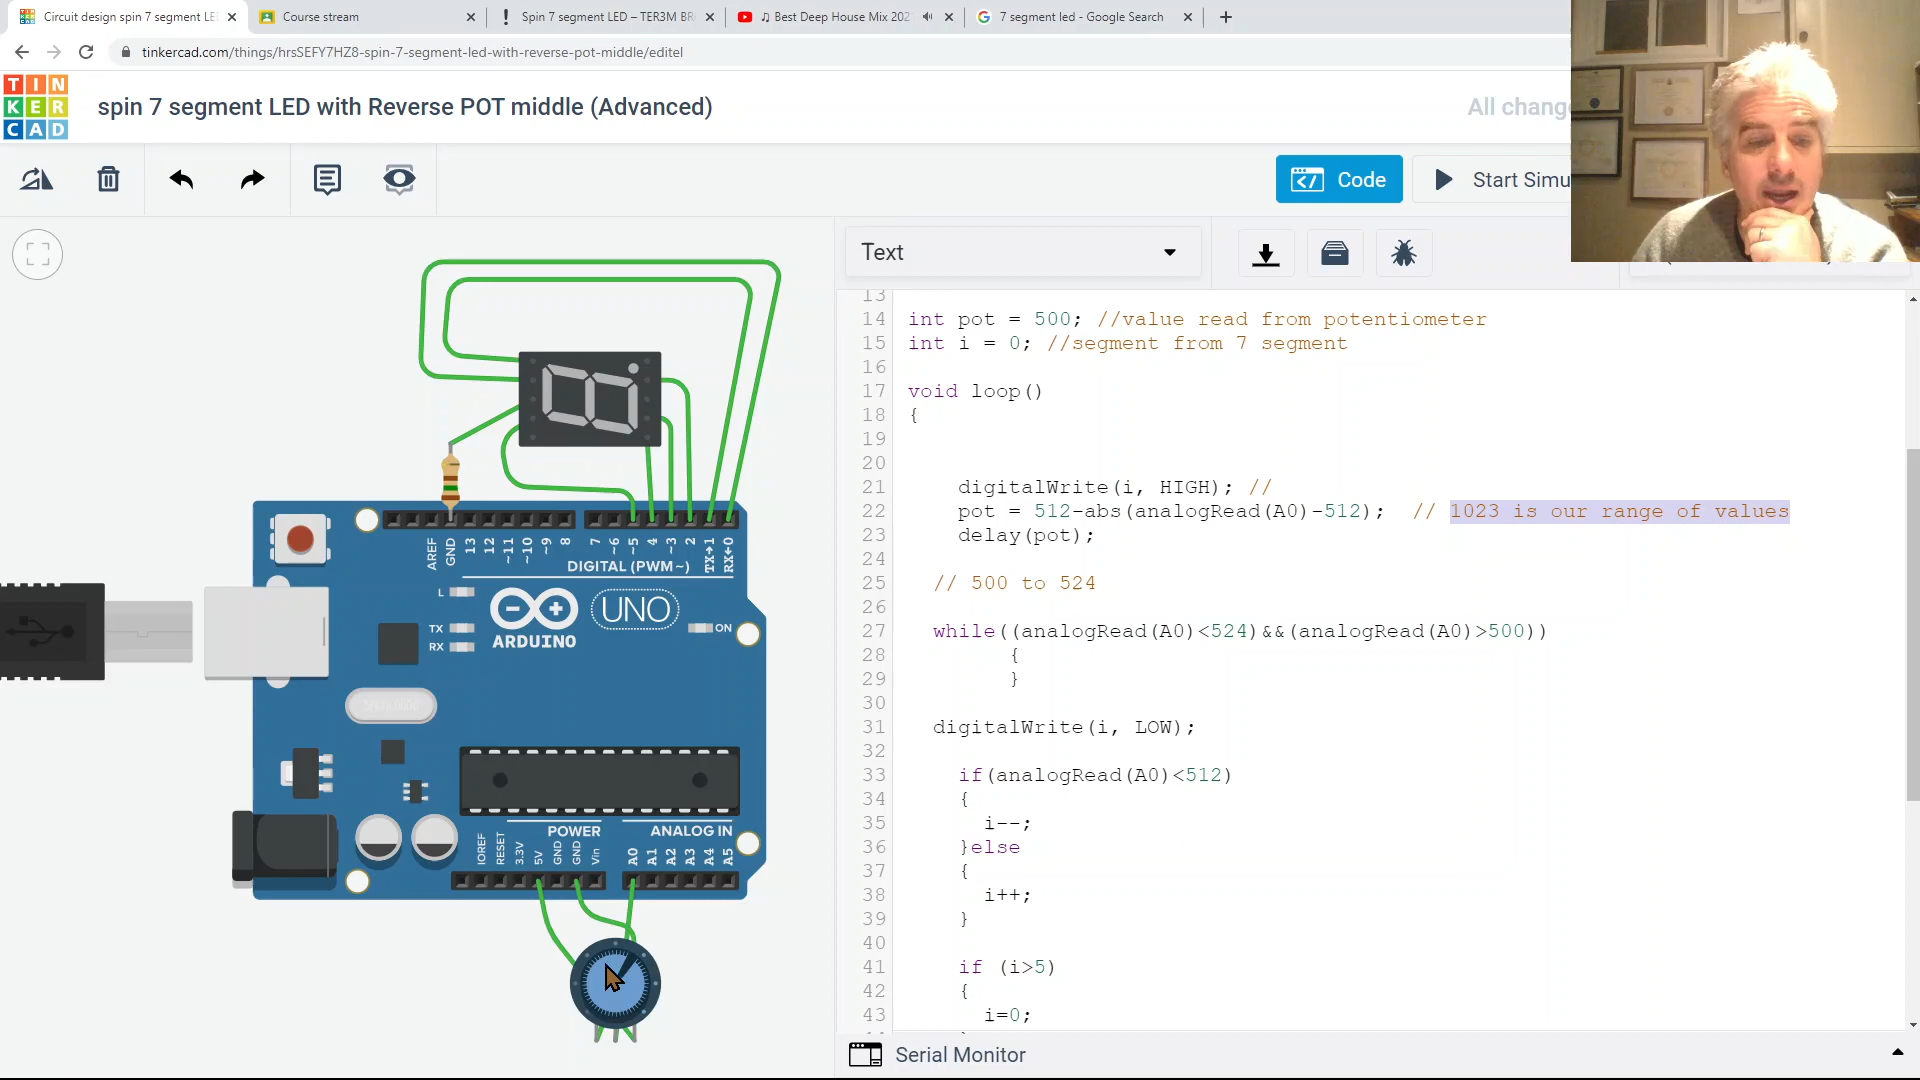 Circuit design spin 7 segment LE
Course stream
Spin 7 segment LED – TER3M BR
♫ Best Deep House Mix 202
7 segment led - Google Search
tinkercad.com/things/hrsSEFY7HZ8-spin-7-segment-led-with-reverse-pot-middle/editel
TIN
KER
CAD
spin 7 segment LED with Reverse POT middle (Advanced)
All change
Code
Start Simu
Text
13
14 int pot = 500; //value read from potentiometer
15 int i = 0; //segment from 7 segment
16
17 void loop()
18 {
19
20
21 digitalWrite(i, HIGH); //
22 pot = 512-abs(analogRead(A0)-512); // 1023 is our range of values
23 delay(pot);
24
25 // 500 to 524
26
27 while((analogRead(A0)<524)&&(analogRead(A0)>500))
28 {
29 }
30
31 digitalWrite(i, LOW);
32
33 if(analogRead(A0)<512)
34 {
35 i--;
36 }else
37 {
38 i++;
39 }
40
41 if (i>5)
42 {
43 i=0;
Serial Monitor
AREF
GND
13
12
~11
~10
~9
8
7
~6
~5
4
~3
2
TX→1
RX←0
DIGITAL (PWM~)
L
TX
RX
UNO
ARDUINO
ON
POWER
ANALOG IN
IOREF
RESET
3.3V
5V
GND
GND
Vin
A0
A1
A2
A3
A4
A5